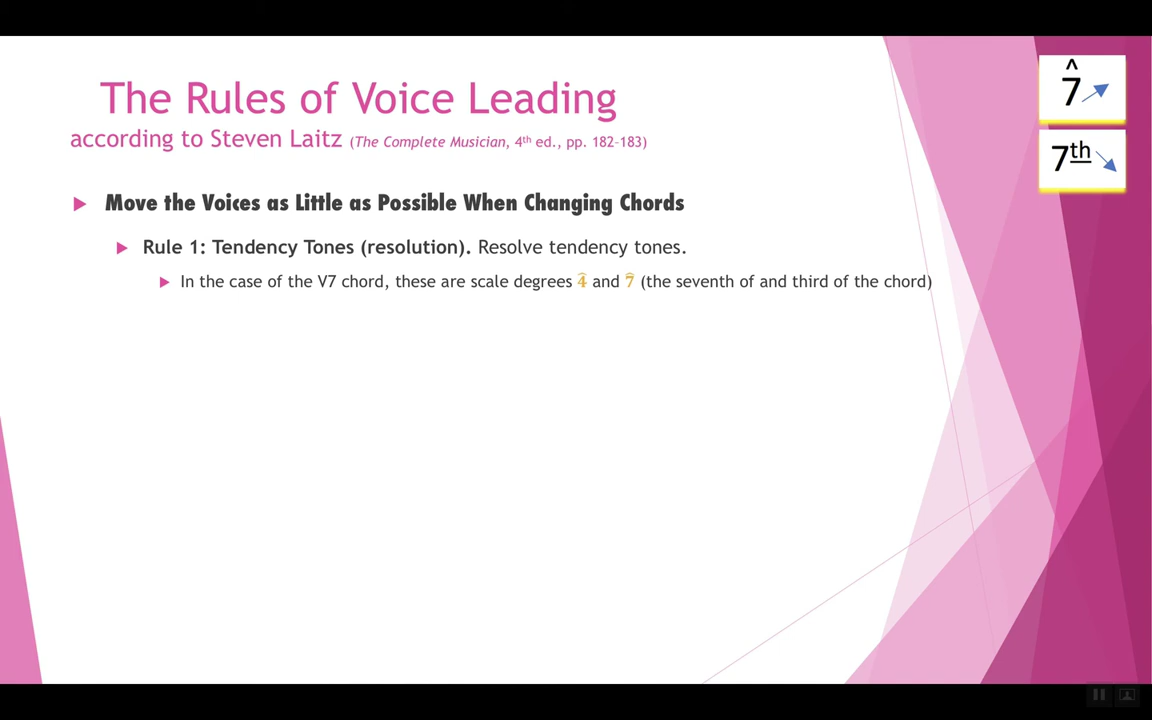 The Rules of Voice Leading
according to Steven Laitz (The Complete Musician, 4th ed., pp. 182-183)
Move the Voices as Little as Possible When Changing Chords
Rule 1: Tendency Tones (resolution). Resolve tendency tones.
In the case of the V7 chord, these are scale degrees 4̂ and 7̂ (the seventh of and third of the chord)
^
7
7th